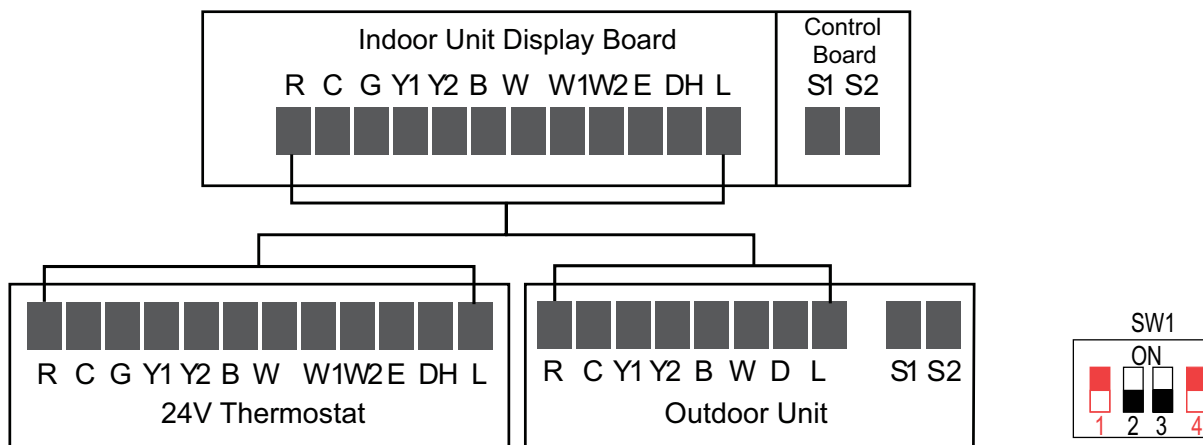 Indoor Unit Display Board
R C G Y1 Y2 B W W1 W2 E DH L
Control
Board
S1 S2
R C G Y1 Y2 B W W1 W2 E DH L
24V Thermostat
R C Y1 Y2 B W D L S1 S2
Outdoor Unit
SW1
ON
1 2 3 4